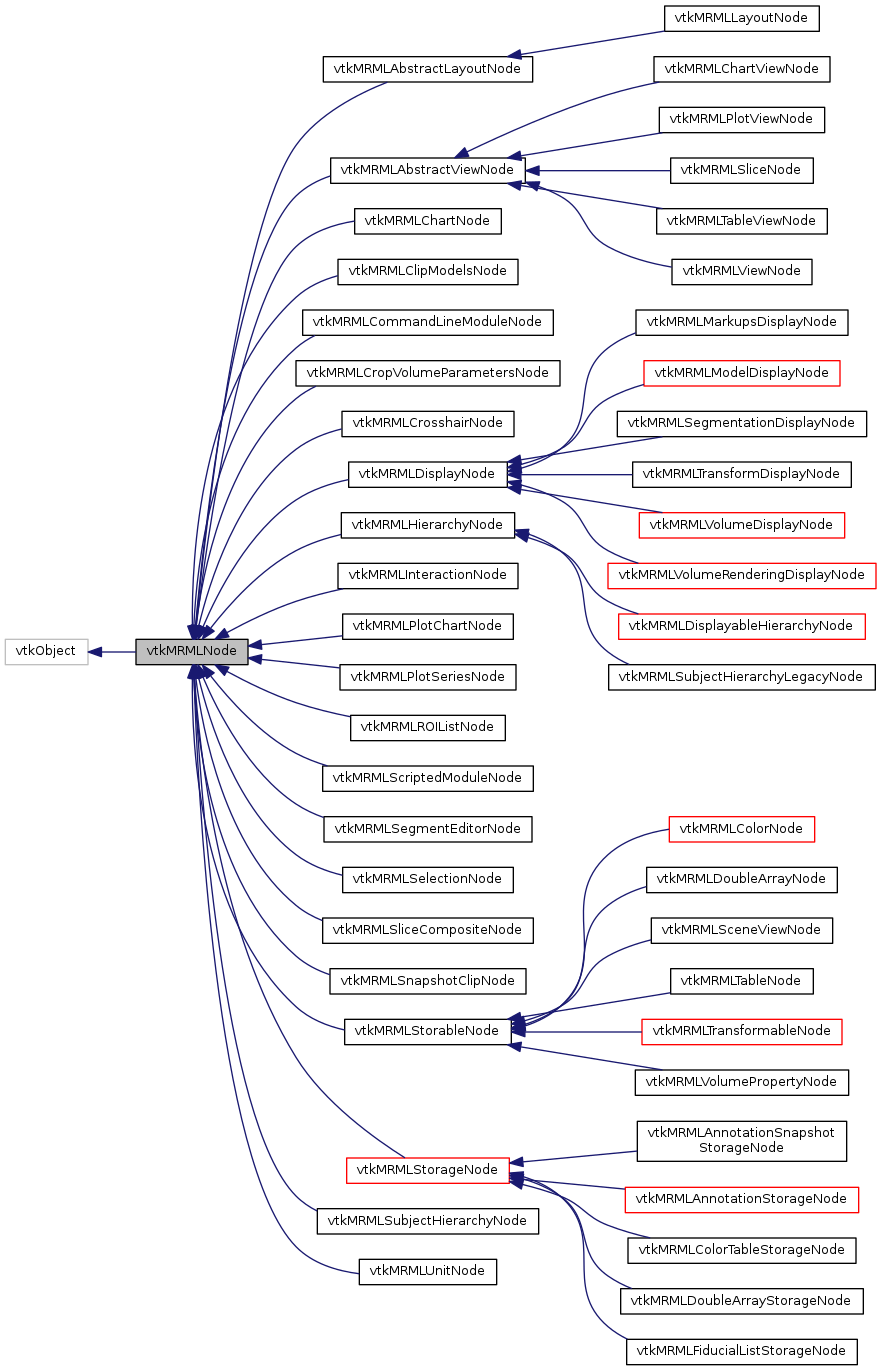 vtkMRMLLayoutNode
vtkMRMLAbstractLayoutNode
vtkMRMLChartViewNode
vtkMRMLPlotViewNode
vtkMRMLAbstractViewNode
vtkMRMLSliceNode
vtkMRMLChartNode
vtkMRMLTableViewNode
vtkMRMLClipModelsNode
vtkMRMLViewNode
vtkMRMLCommandLineModuleNode
vtkMRMLMarkupsDisplayNode
vtkMRMLCropVolumeParametersNode
vtkMRMLModelDisplayNode
vtkMRMLCrosshairNode
vtkMRMLSegmentationDisplayNode
vtkMRMLDisplayNode
vtkMRMLTransformDisplayNode
vtkMRMLHierarchyNode
vtkMRMLVolumeDisplayNode
vtkMRMLInteractionNode
vtkMRMLVolumeRenderingDisplayNode
vtkMRMLPlotChartNode
vtkMRMLDisplayableHierarchyNode
vtkObject
vtkMRMLNode
vtkMRMLPlotSeriesNode
vtkMRMLSubjectHierarchyLegacyNode
vtkMRMLROIListNode
vtkMRMLScriptedModuleNode
vtkMRMLSegmentEditorNode
vtkMRMLColorNode
vtkMRMLSelectionNode
vtkMRMLDoubleArrayNode
vtkMRMLSliceCompositeNode
vtkMRMLSceneViewNode
vtkMRMLSnapshotClipNode
vtkMRMLTableNode
vtkMRMLStorableNode
vtkMRMLTransformableNode
vtkMRMLVolumePropertyNode
vtkMRMLAnnotationSnapshot
StorageNode
vtkMRMLStorageNode
vtkMRMLAnnotationStorageNode
vtkMRMLSubjectHierarchyNode
vtkMRMLColorTableStorageNode
vtkMRMLUnitNode
vtkMRMLDoubleArrayStorageNode
vtkMRMLFiducialListStorageNode